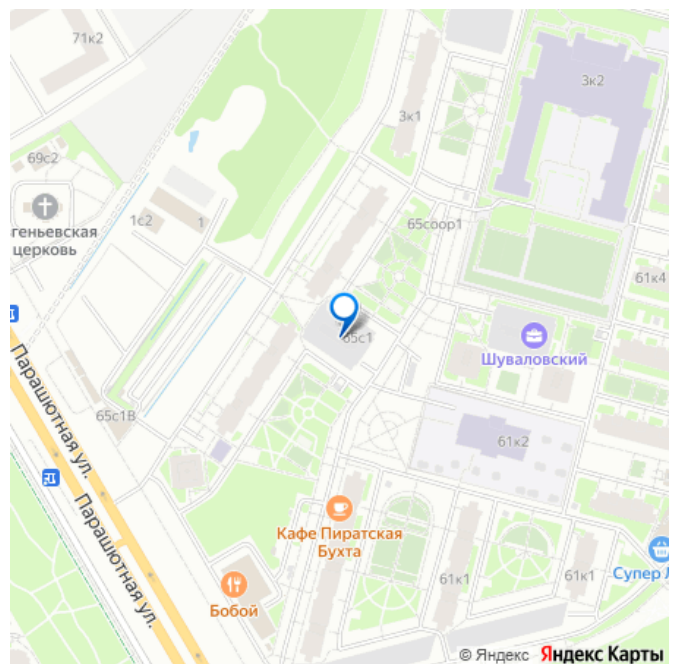 71к2
3к2
3к1
69с2
1с2
1
геньевская
церковь
65соор1
61к4
65с1
Шуваловский
Парашютная ул.
65с1В
61к2
Парашютная ул.
Кафе Пиратская
Бухта
Бобой
61к1
61к1
Супер Л
© Яндекс Яндекс Карты